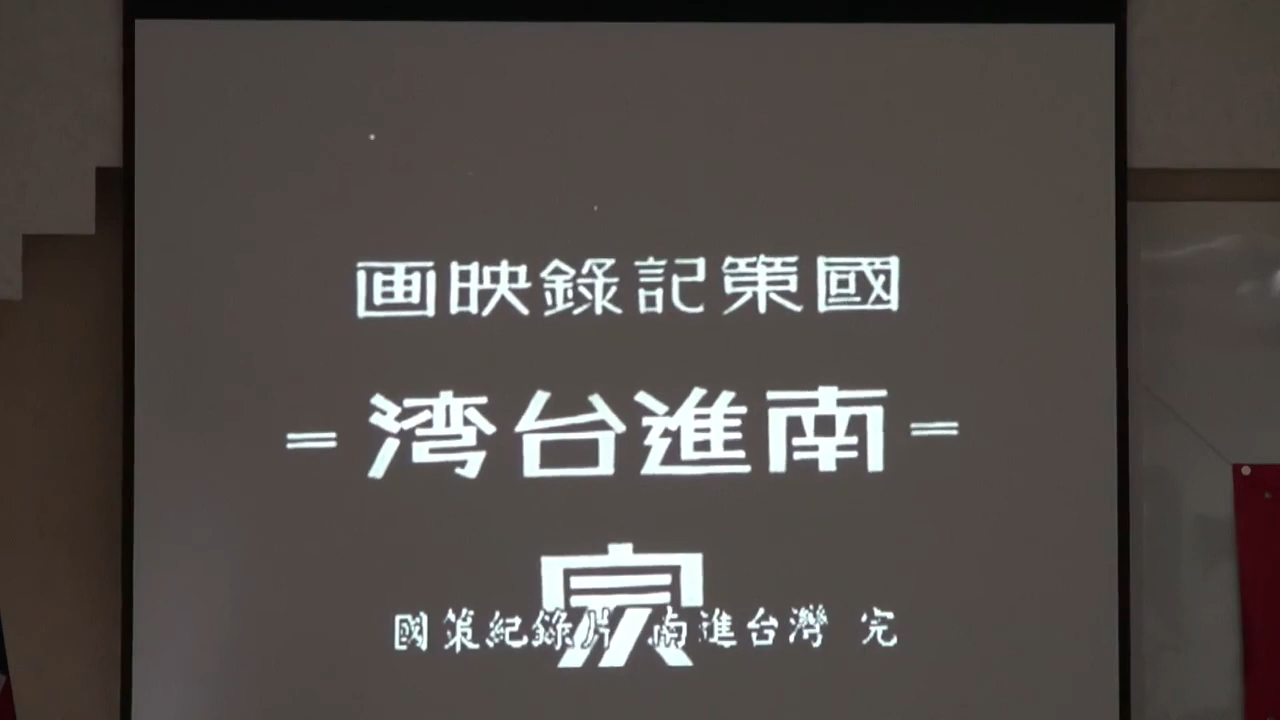 國策記錄映画
=南進台湾=
完
國策紀錄片 南進台灣 完